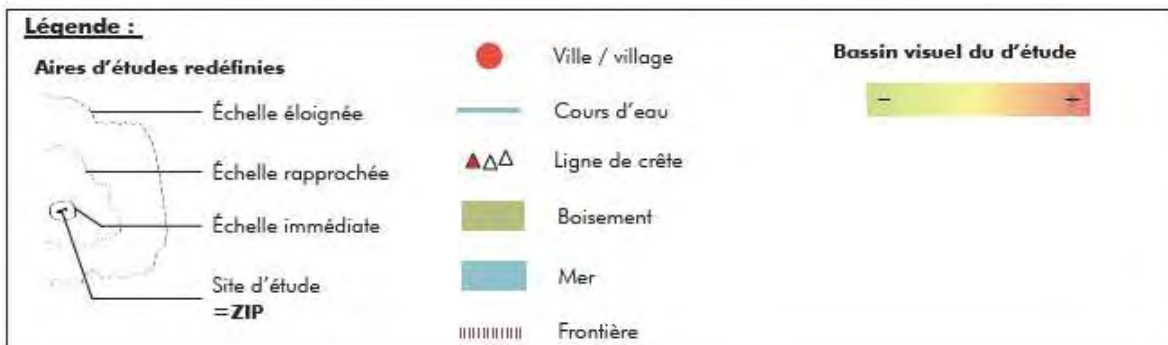 Légende :
Aires d'études redéfinies
Échelle éloignée
Échelle rapprochée
Échelle immédiate
Site d'étude
=ZIP
Ville / village
Cours d'eau
Ligne de crête
Boisement
Mer
Frontière
Bassin visuel du d'étude
− +